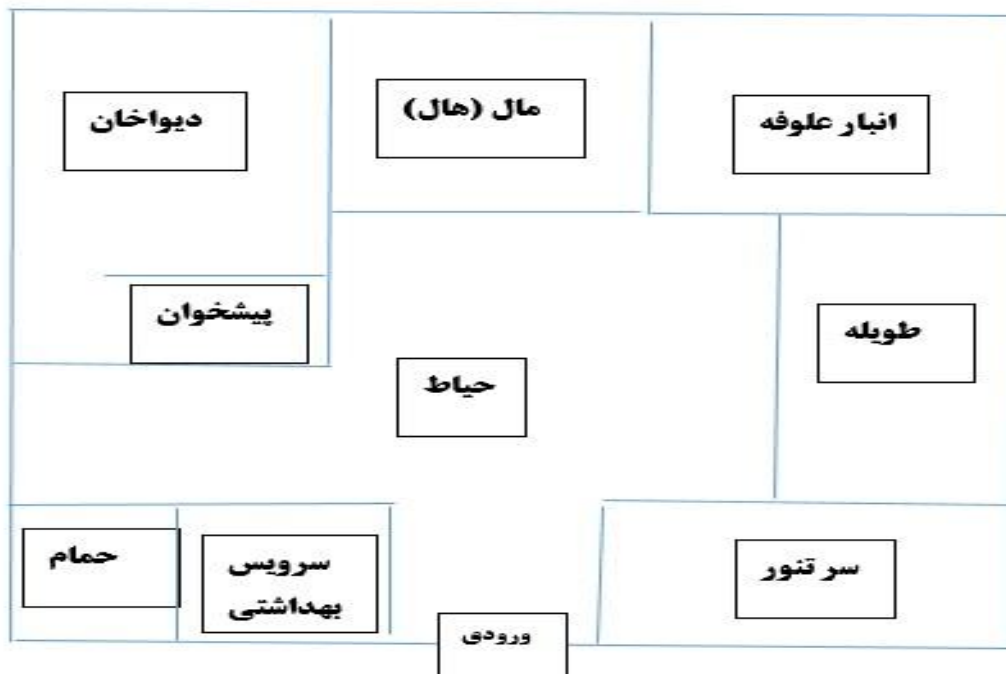 انبار علوفه
مال (هال)
دیواخان
طویله
پیشخوان
حیاط
سر تنور
سرویس
بهداشتی
حمام
ورودی